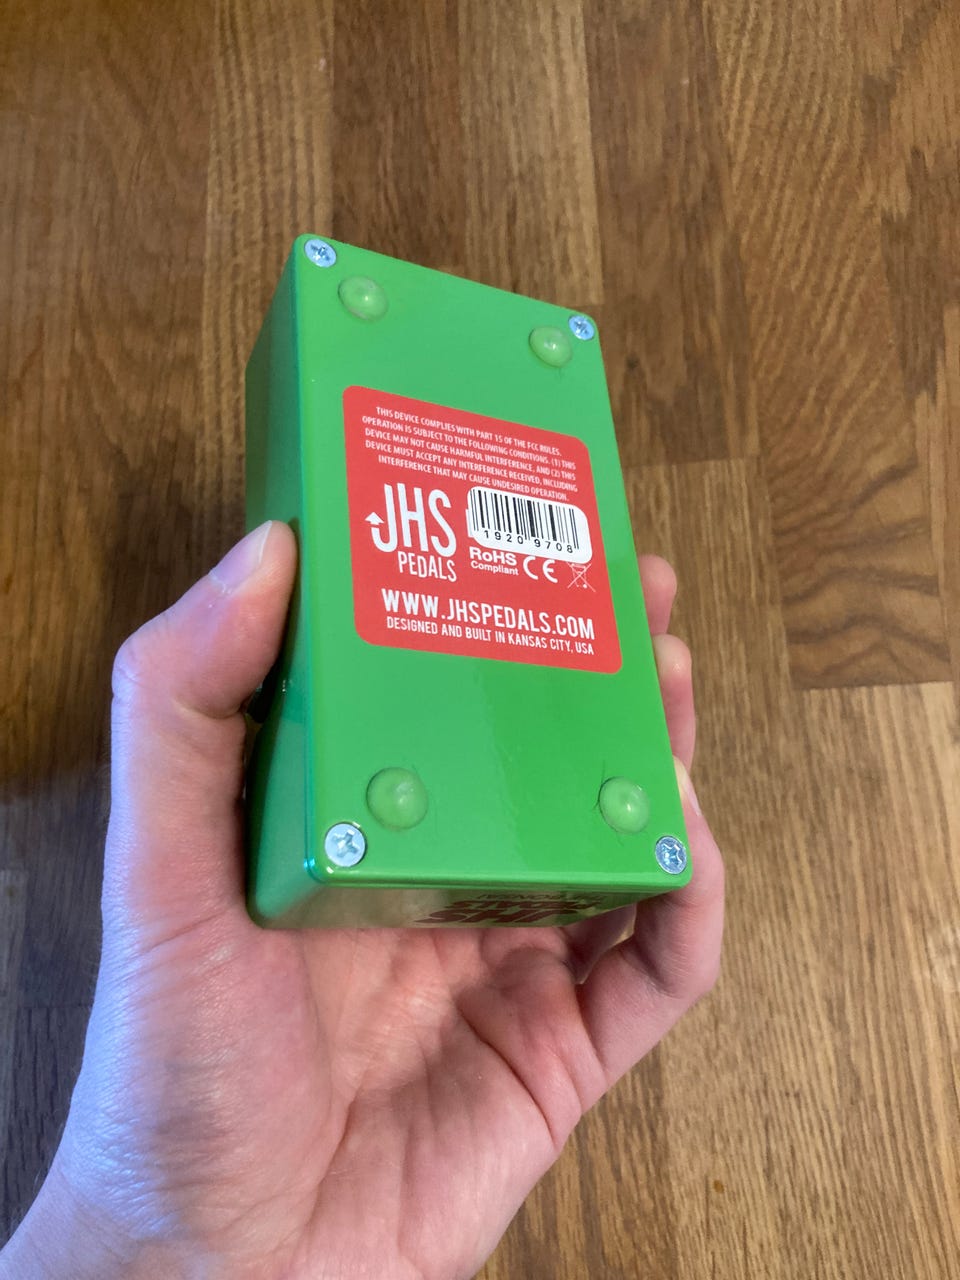 THIS DEVICE COMPLIES WITH PART 15 OF THE FCC RULES.
OPERATION IS SUBJECT TO THE FOLLOWING CONDITIONS. (1) THIS
DEVICE MAY NOT CAUSE HARMFUL INTERFERENCE, AND (2) THIS
DEVICE MUST ACCEPT ANY INTERFERENCE RECEIVED, INCLUDING
INTERFERENCE THAT MAY CAUSE UNDESIRED OPERATION.
JHS
PEDALS
1920 9708
RoHS
Compliant
CE
WWW.JHSPEDALS.COM
DESIGNED AND BUILT IN KANSAS CITY, USA
JHS
PEDALS